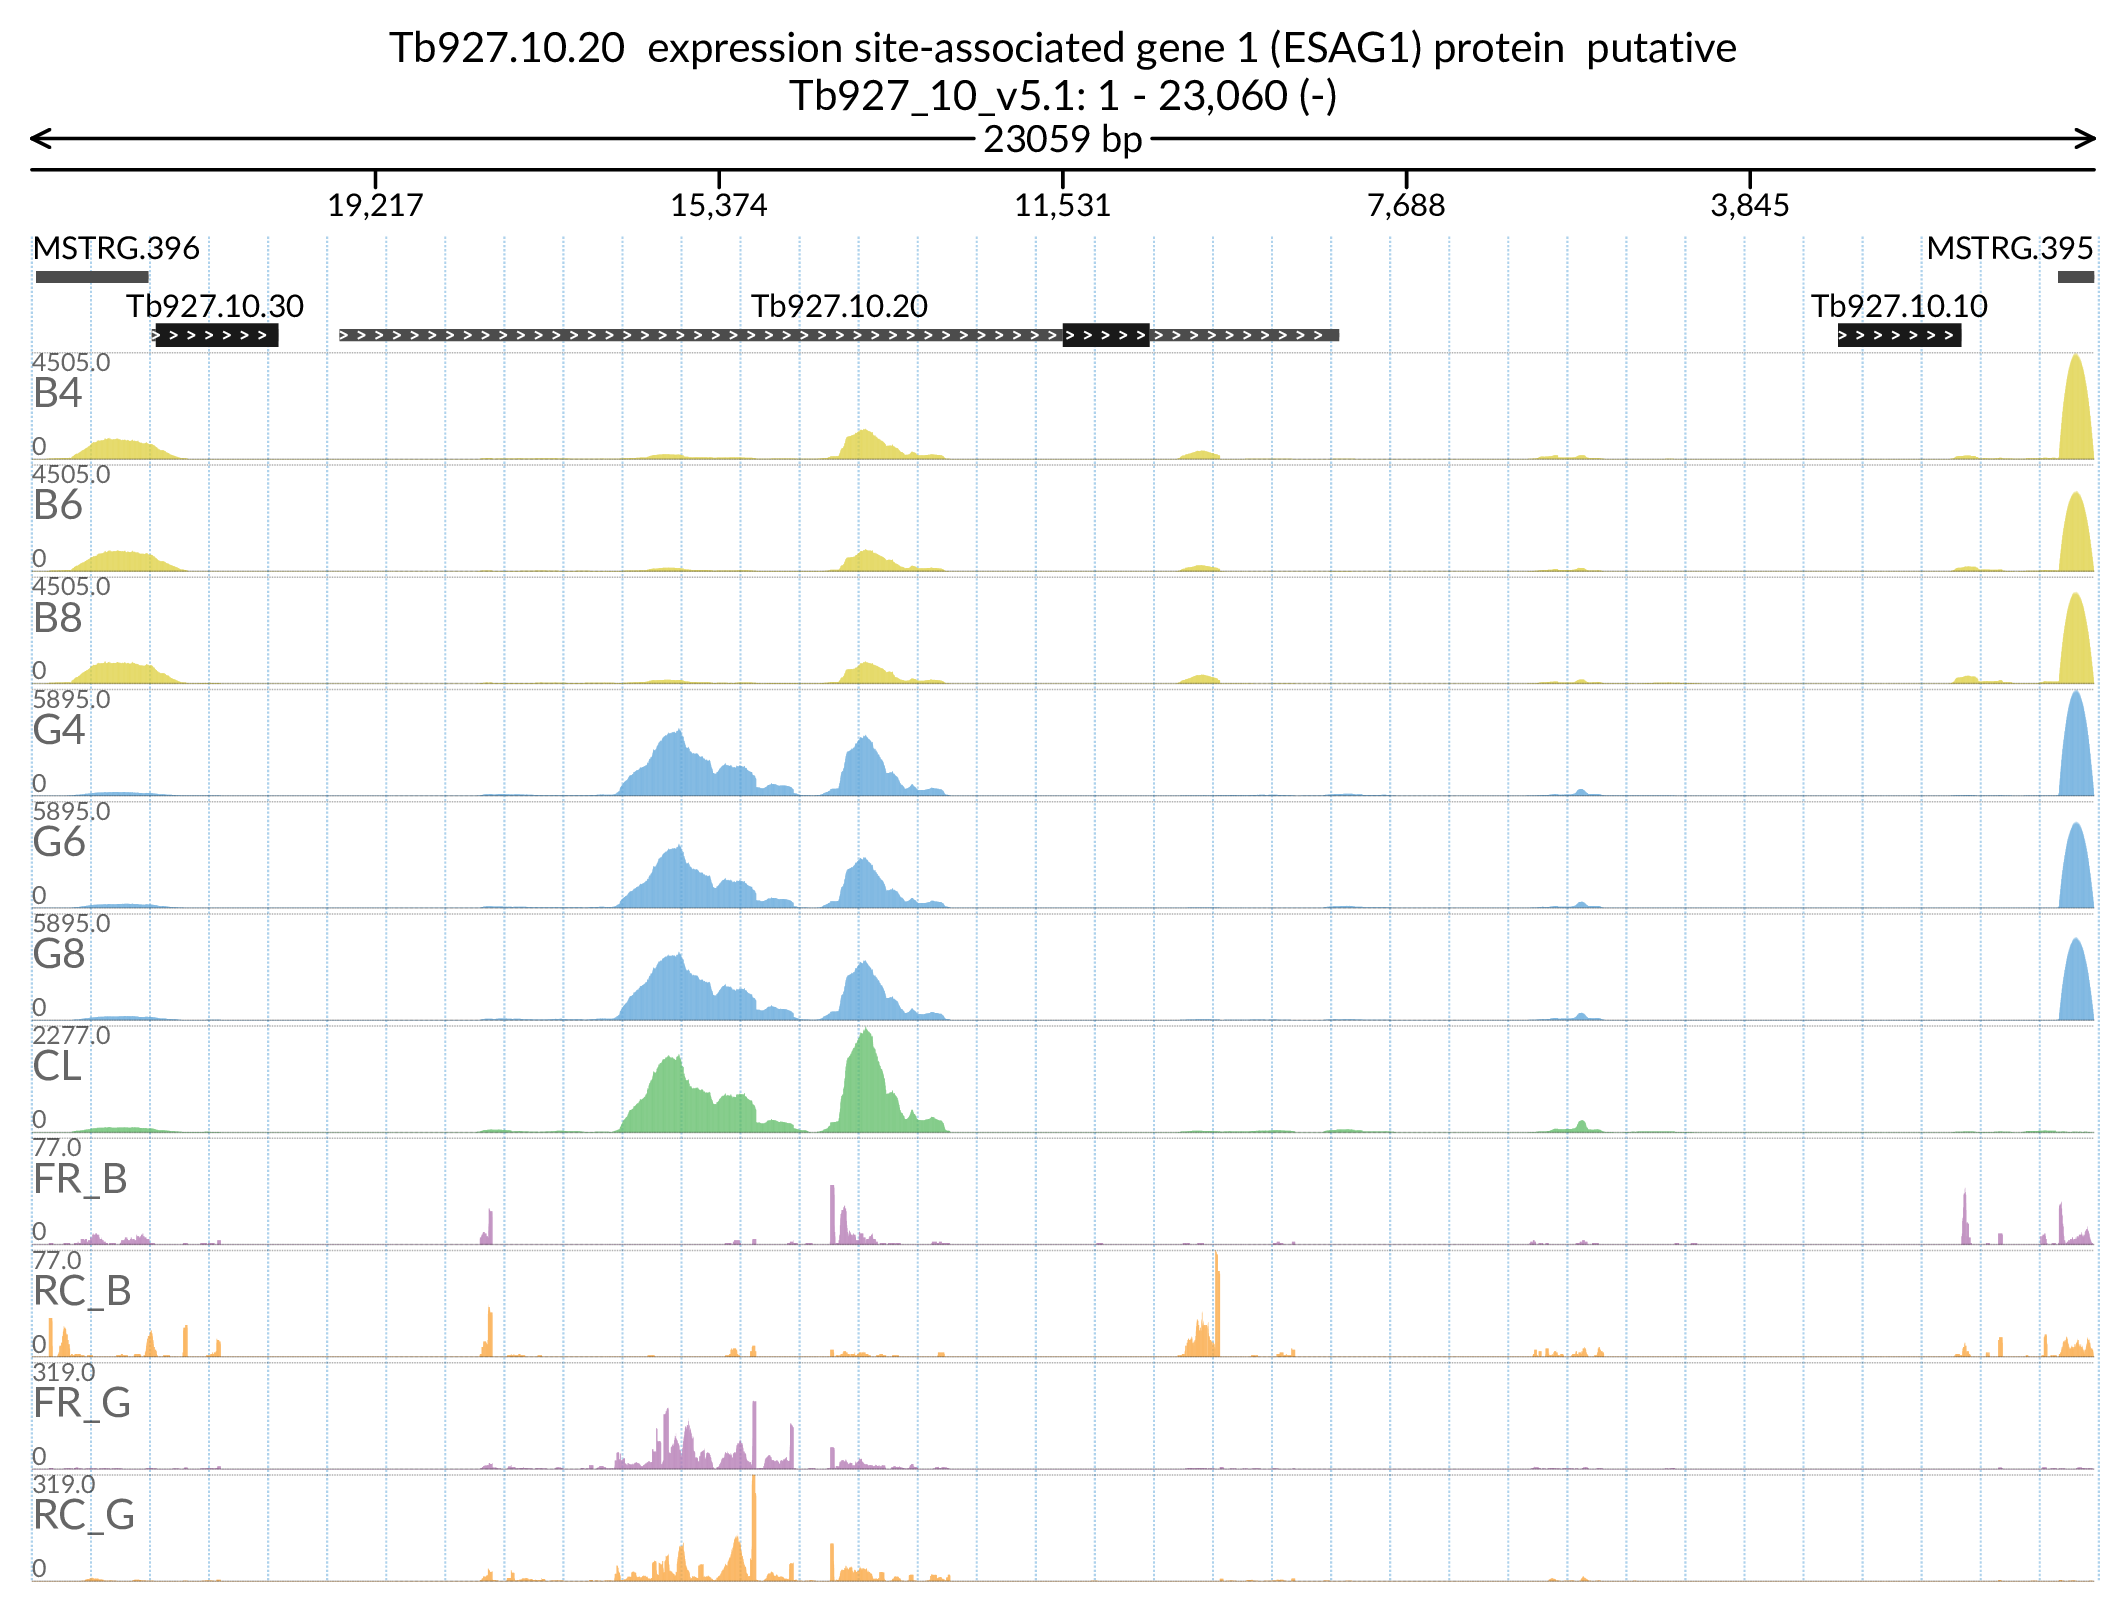 Tb927.10.20  expression site-associated gene 1 (ESAG1) protein  putative
Tb927_10_v5.1: 1 - 23,060 (-)
23059 bp
19,217 15,374 11,531 7,688 3,845
MSTRG.396 MSTRG.395
Tb927.10.30 Tb927.10.20 Tb927.10.10
4505.0
B4
0
4505.0
B6
0
4505.0
B8
0
5895.0
G4
0
5895.0
G6
0
5895.0
G8
0
2277.0
CL
0
77.0
FR_B
0
77.0
RC_B
0
319.0
FR_G
0
319.0
RC_G
0